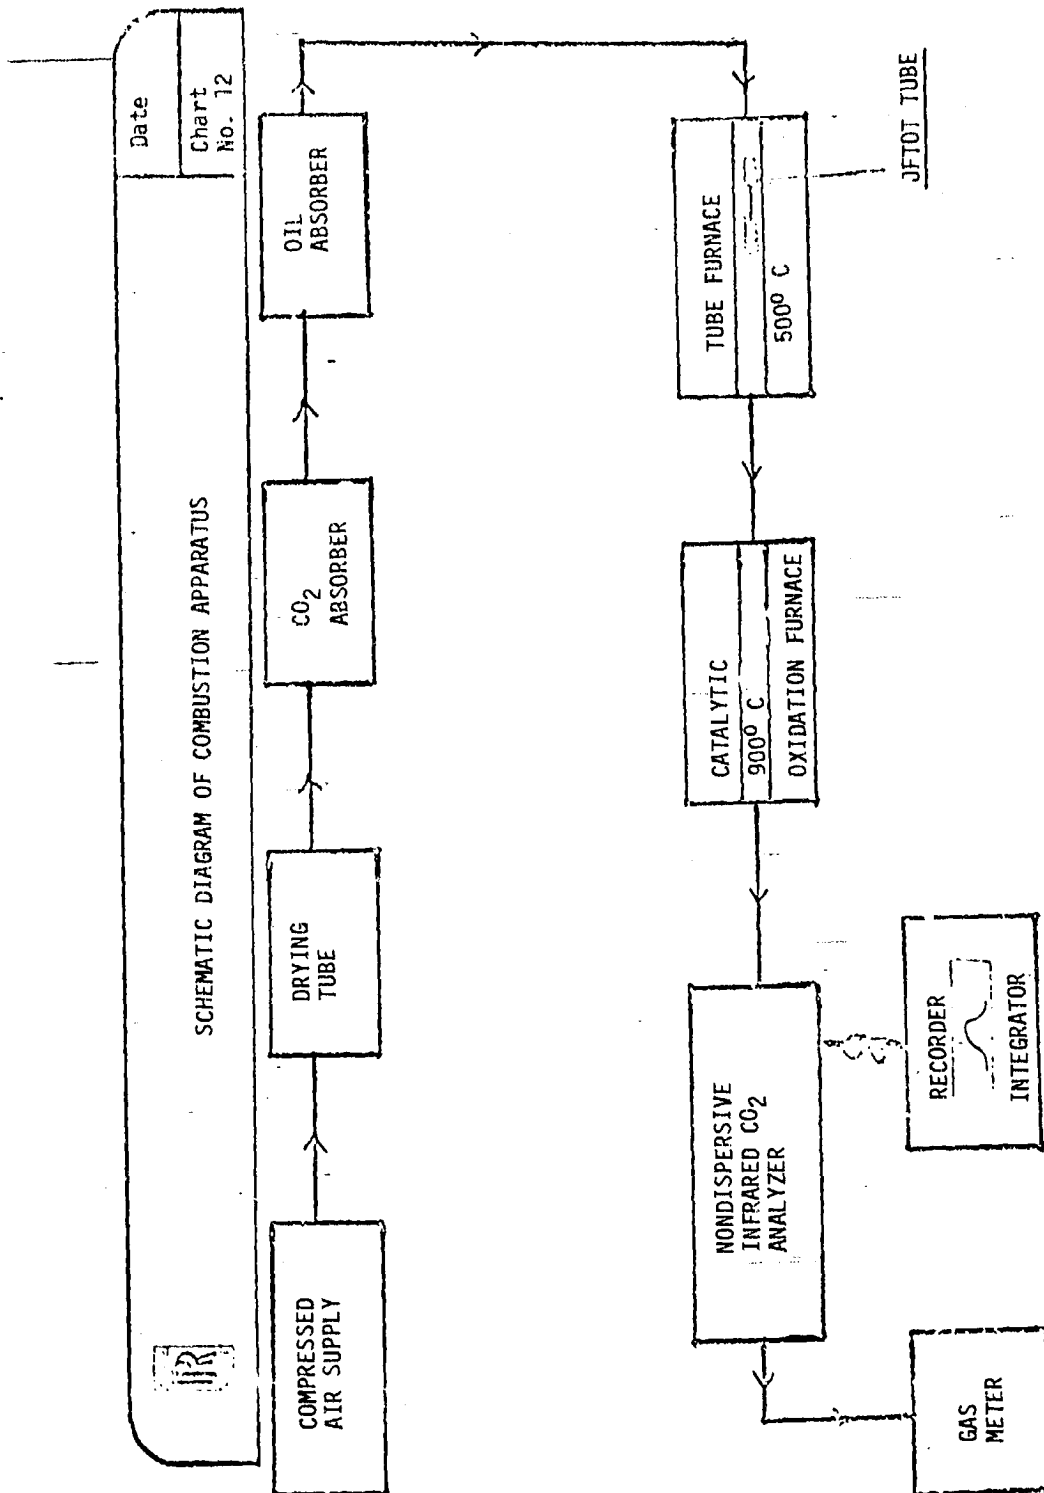 SCHEMATIC DIAGRAM OF COMBUSTION APPARATUS
Date
Chart
No. 12
COMPRESSED
AIR SUPPLY
DRYING
TUBE
CO2
ABSORBER
OIL
ABSORBER
TUBE FURNACE
500° C
JFTOT TUBE
CATALYTIC
900° C
OXIDATION FURNACE
NONDISPERSIVE
INFRARED CO2
ANALYZER
RECORDER
INTEGRATOR
GAS
METER